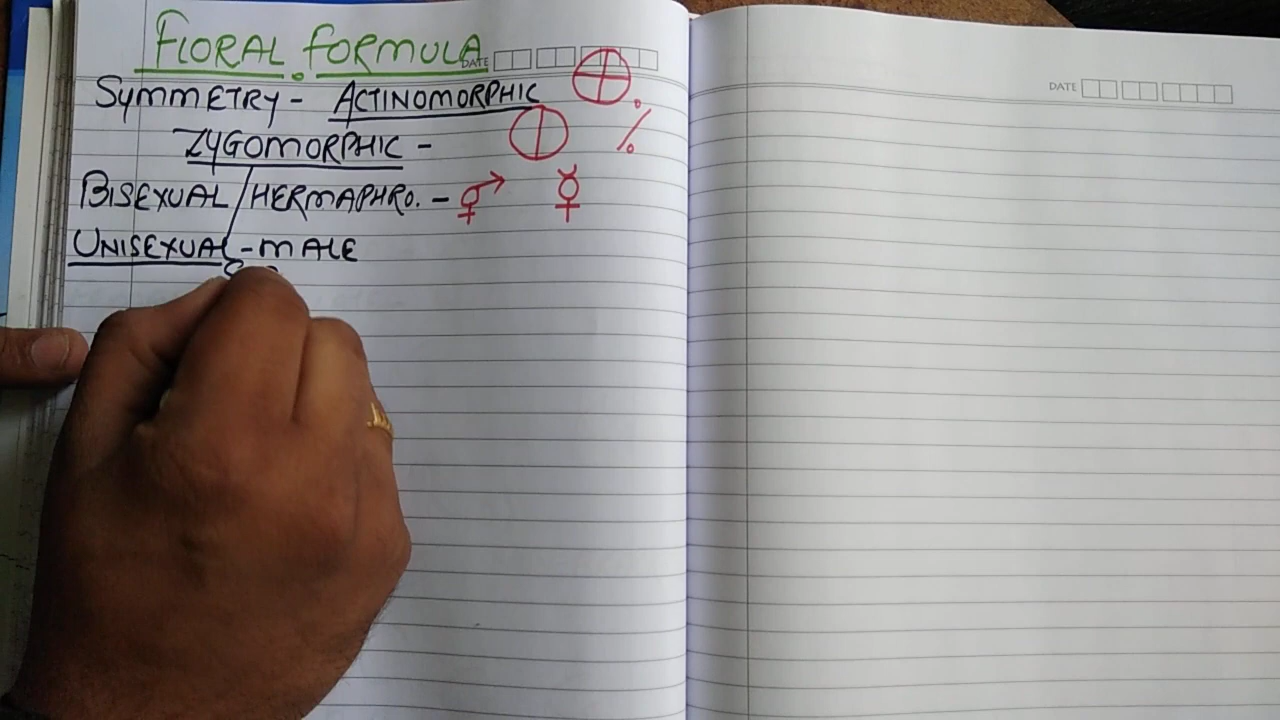 FLORAL FORMULA
DATE
SYMMETRY - ACTINOMORPHIC ⊕.
ZYGOMORPHIC - ⦶ %
BISEXUAL / HERMAPHRO. - ⚥ ☿
UNISEXUAL - MALE
DATE